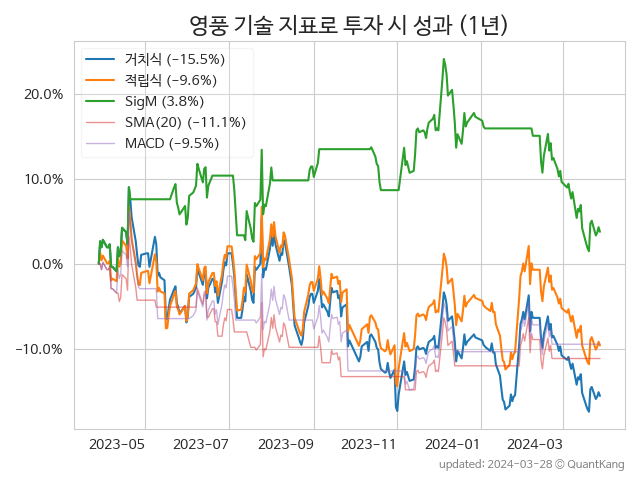 영풍 기술 지표로 투자 시 성과 (1년)
거치식 (−15.5%)
적립식 (−9.6%)
SigM (3.8%)
SMA(20) (−11.1%)
MACD (−9.5%)
20.0%
10.0%
0.0%
−10.0%
2023-05 2023-07 2023-09 2023-11 2024-01 2024-03
updated: 2024-03-28 © QuantKang